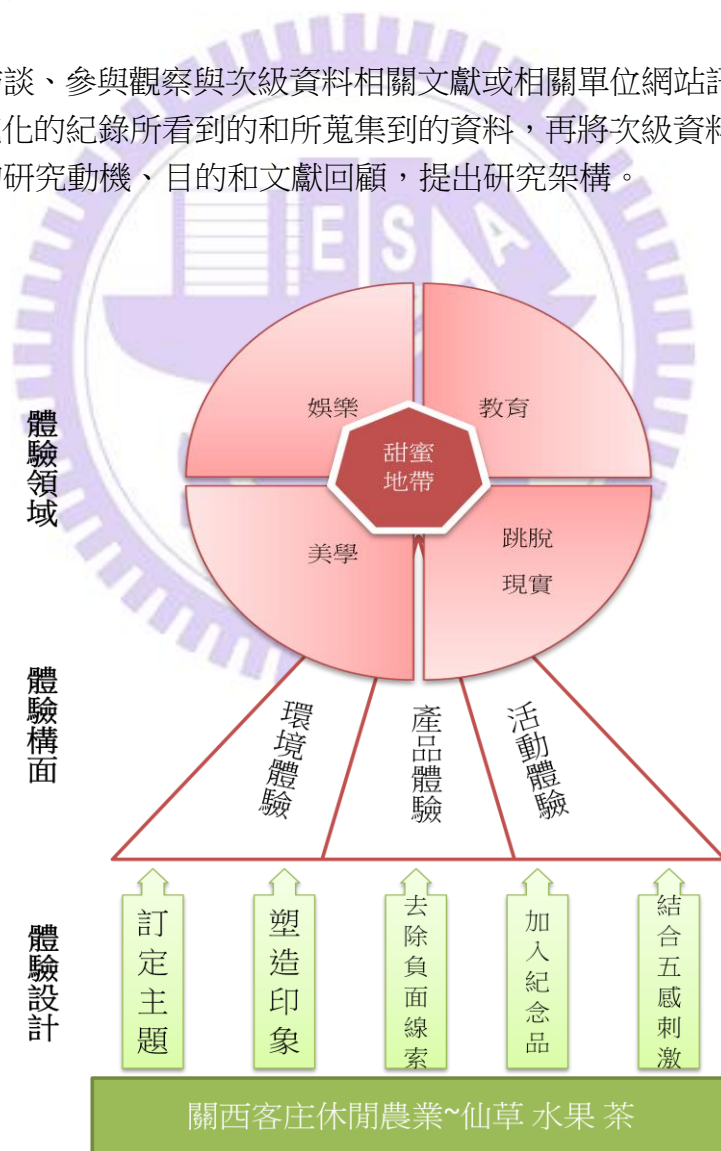 談、參與觀察與次級資料相關文獻或相關單位網站
化的紀錄所看到的和所蒐集到的資料，再將次級資料
研究動機、目的和文獻回顧，提出研究架構。
ESA
體驗領域
娛樂
教育
甜蜜
地帶
美學
跳脫
現實
體驗構面
環境體驗
產品體驗
活動體驗
體驗設計
訂定主題
塑造印象
去除負面線索
加入紀念品
結合五感刺激
關西客庄休閒農業~仙草 水果 茶